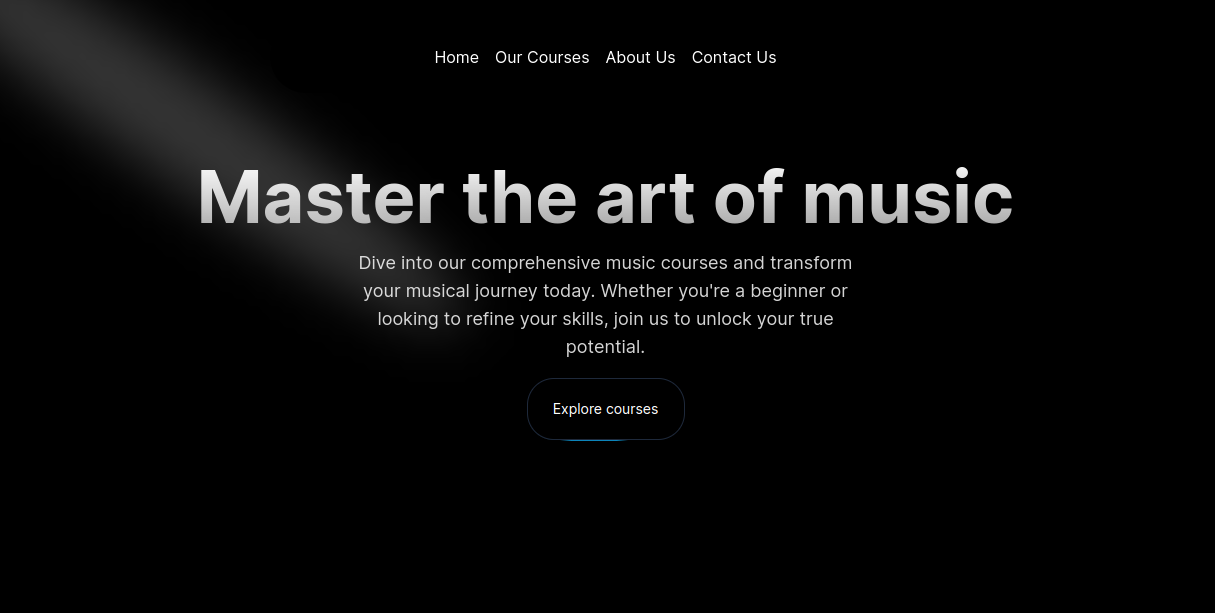 Home Our Courses About Us Contact Us
Master the art of music
Dive into our comprehensive music courses and transform
your musical journey today. Whether you're a beginner or
looking to refine your skills, join us to unlock your true
potential.
Explore courses